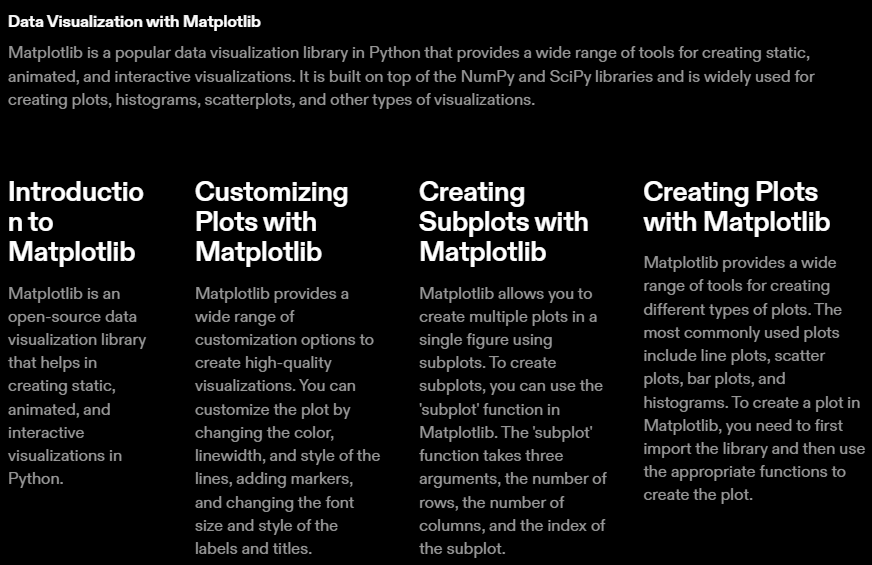 Data Visualization with Matplotlib
Matplotlib is a popular data visualization library in Python that provides a wide range of tools for creating static,
animated, and interactive visualizations. It is built on top of the NumPy and SciPy libraries and is widely used for
creating plots, histograms, scatterplots, and other types of visualizations.
Introductio
n to
Matplotlib
Matplotlib is an
open-source data
visualization library
that helps in
creating static,
animated, and
interactive
visualizations in
Python.
Customizing
Plots with
Matplotlib
Matplotlib provides a
wide range of
customization options to
create high-quality
visualizations. You can
customize the plot by
changing the color,
linewidth, and style of the
lines, adding markers,
and changing the font
size and style of the
labels and titles.
Creating
Subplots with
Matplotlib
Matplotlib allows you to
create multiple plots in a
single figure using
subplots. To create
subplots, you can use the
'subplot' function in
Matplotlib. The 'subplot'
function takes three
arguments, the number of
rows, the number of
columns, and the index of
the subplot.
Creating Plots
with Matplotlib
Matplotlib provides a wide
range of tools for creating
different types of plots. The
most commonly used plots
include line plots, scatter
plots, bar plots, and
histograms. To create a plot in
Matplotlib, you need to first
import the library and then use
the appropriate functions to
create the plot.